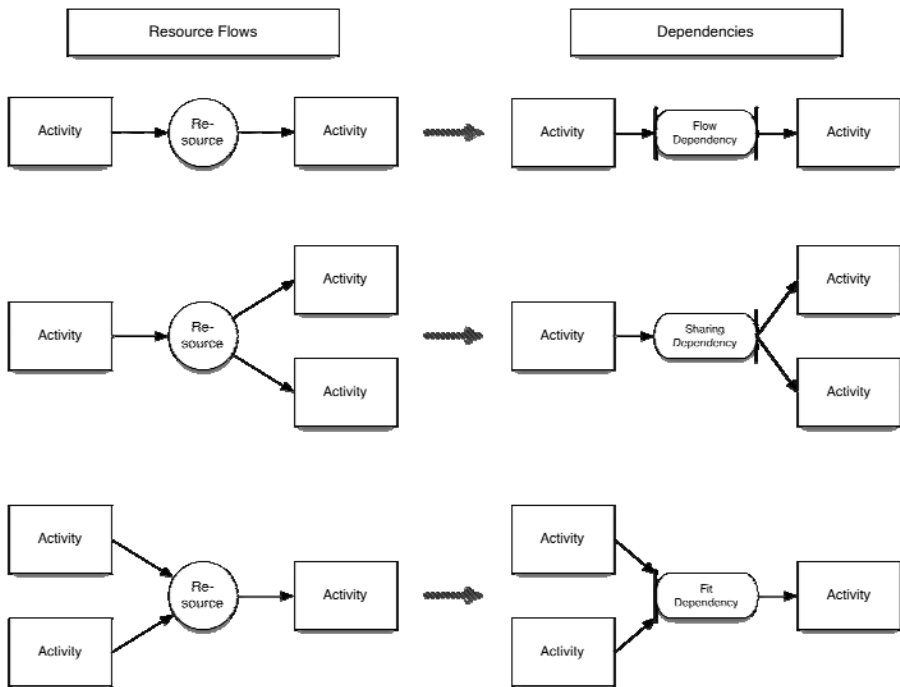 Resource Flows
Dependencies
Activity
Re-
source
Activity
Activity
Flow
Dependency
Activity
Activity
Re-
source
Activity
Activity
Activity
Sharing
Dependency
Activity
Activity
Activity
Activity
Re-
source
Activity
Activity
Activity
Fit
Dependency
Activity